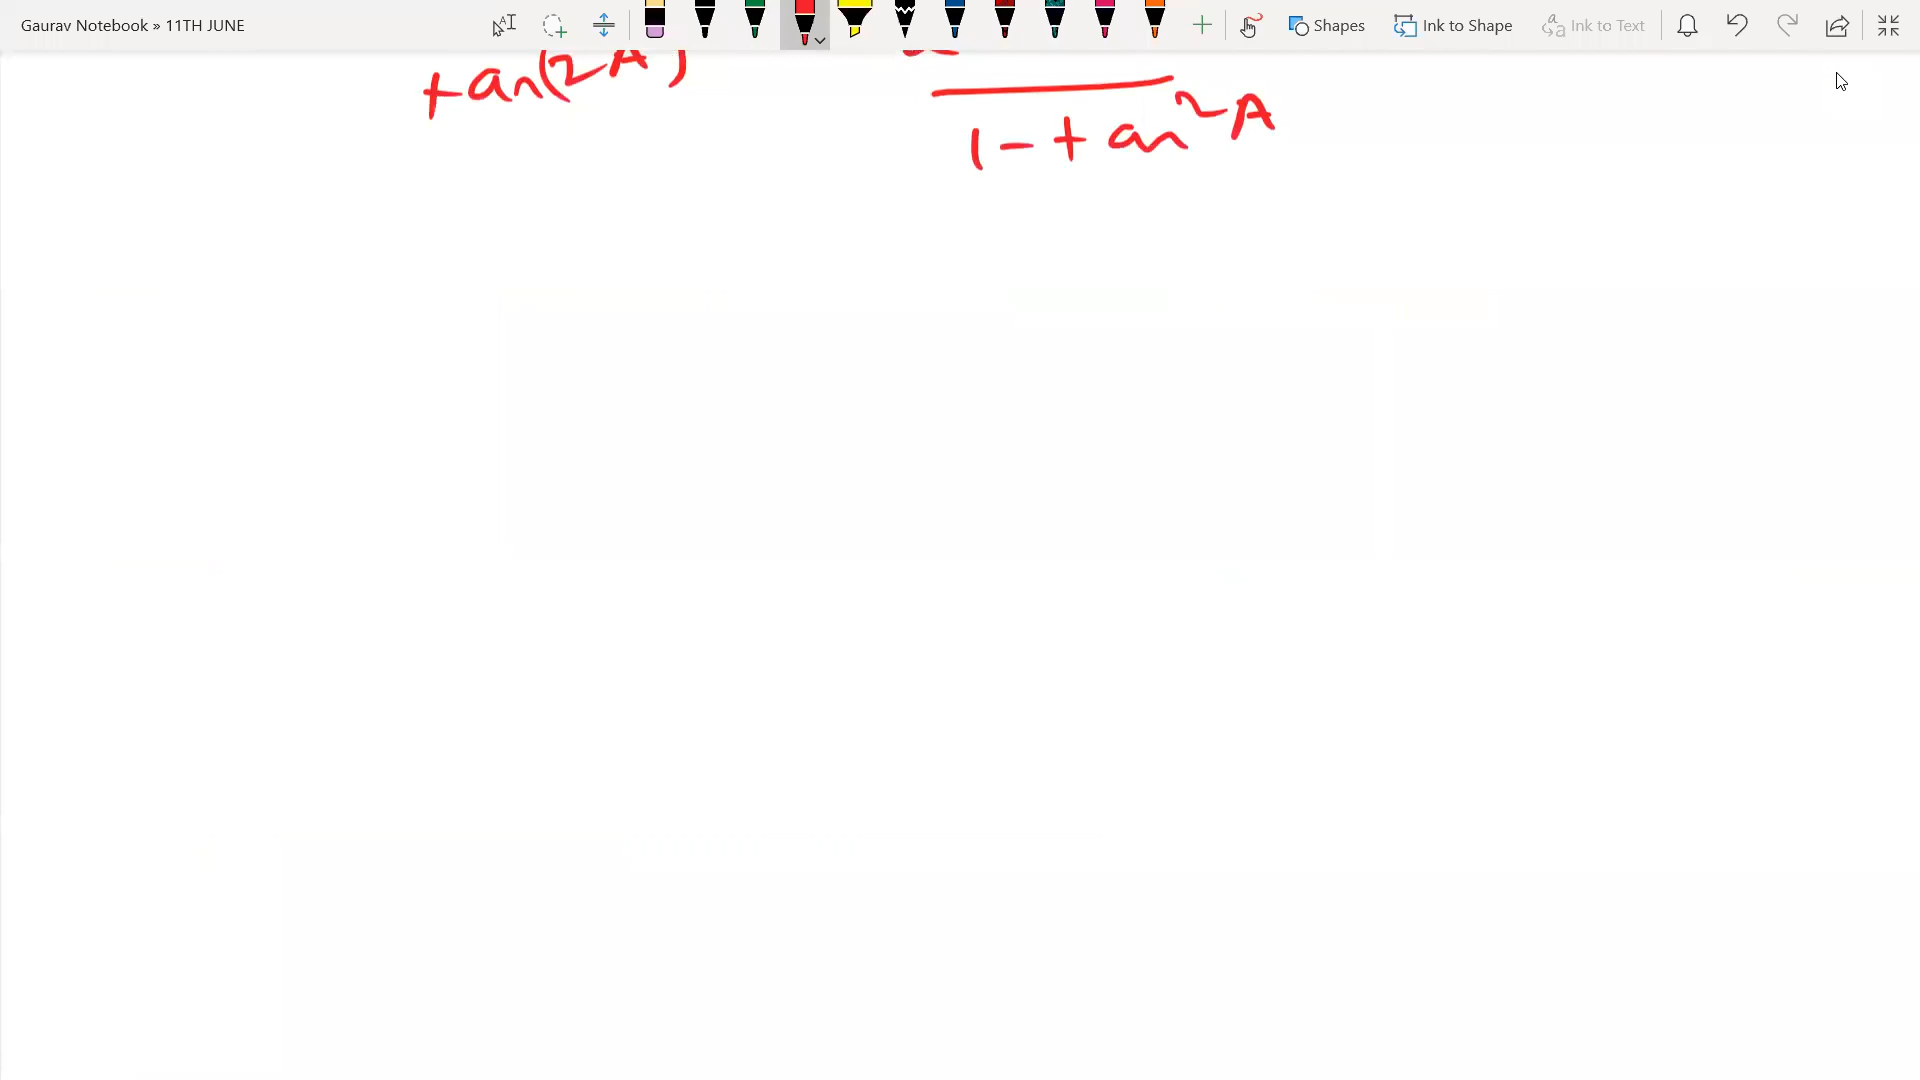 Gaurav Notebook » 11TH JUNE
Shapes
Ink to Shape
Ink to Text
tan(2A)
1 - tan²A